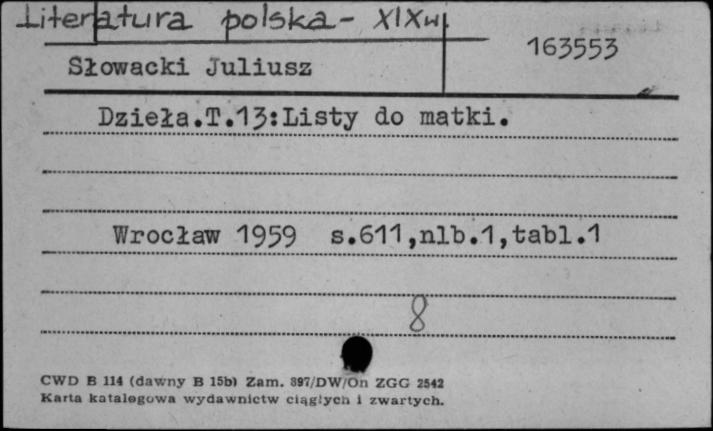 Literatura polska - XIXw
163553
Słowacki Juliusz
Dzieła.T.13:Listy do matki.
Wrocław 1959 s.611,nlb.1,tabl.1
8
CWD B 114 (dawny B 15b) Zam. 897/DW/On ZGG 2542
Karta katalogowa wydawnictw ciągłych i zwartych.